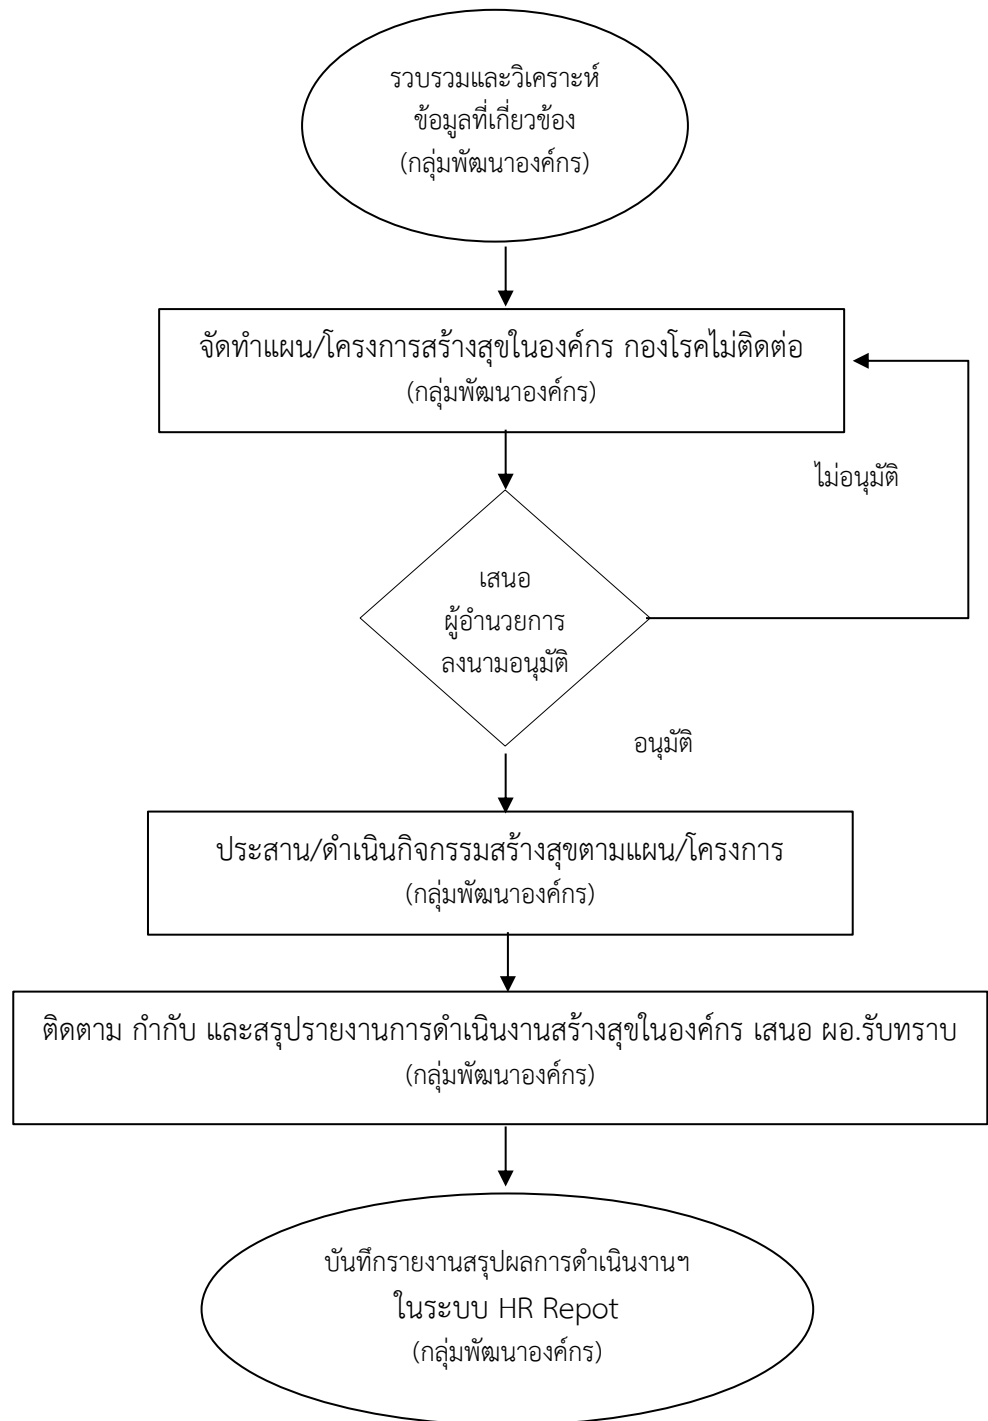 รวบรวมและวิเคราะห์
ข้อมูลที่เกี่ยวข้อง
(กลุ่มพัฒนาองค์กร)
จัดทำแผน/โครงการสร้างสุขในองค์กร กองโรคไม่ติดต่อ
(กลุ่มพัฒนาองค์กร)
ไม่อนุมัติ
เสนอ
ผู้อำนวยการ
ลงนามอนุมัติ
อนุมัติ
ประสาน/ดำเนินกิจกรรมสร้างสุขตามแผน/โครงการ
(กลุ่มพัฒนาองค์กร)
ติดตาม กำกับ และสรุปรายงานการดำเนินงานสร้างสุขในองค์กร เสนอ ผอ.รับทราบ
(กลุ่มพัฒนาองค์กร)
บันทึกรายงานสรุปผลการดำเนินงานฯ
ในระบบ HR Repot
(กลุ่มพัฒนาองค์กร)